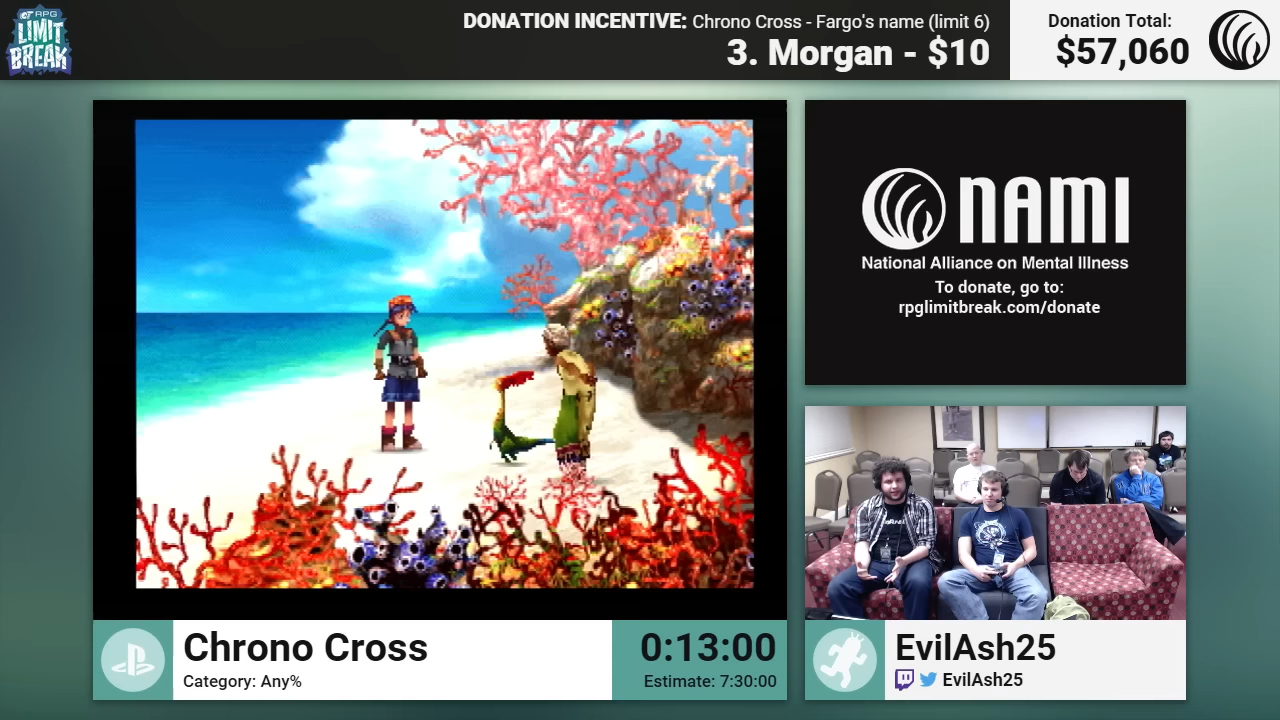 RPG
LIMIT
BREAK
DONATION INCENTIVE: Chrono Cross - Fargo's name (limit 6)
3. Morgan - $10
Donation Total:
$57,060
NAMI
National Alliance on Mental Illness
To donate, go to:
rpglimitbreak.com/donate
Chrono Cross
Category: Any%
0:13:00
Estimate: 7:30:00
EvilAsh25
EvilAsh25